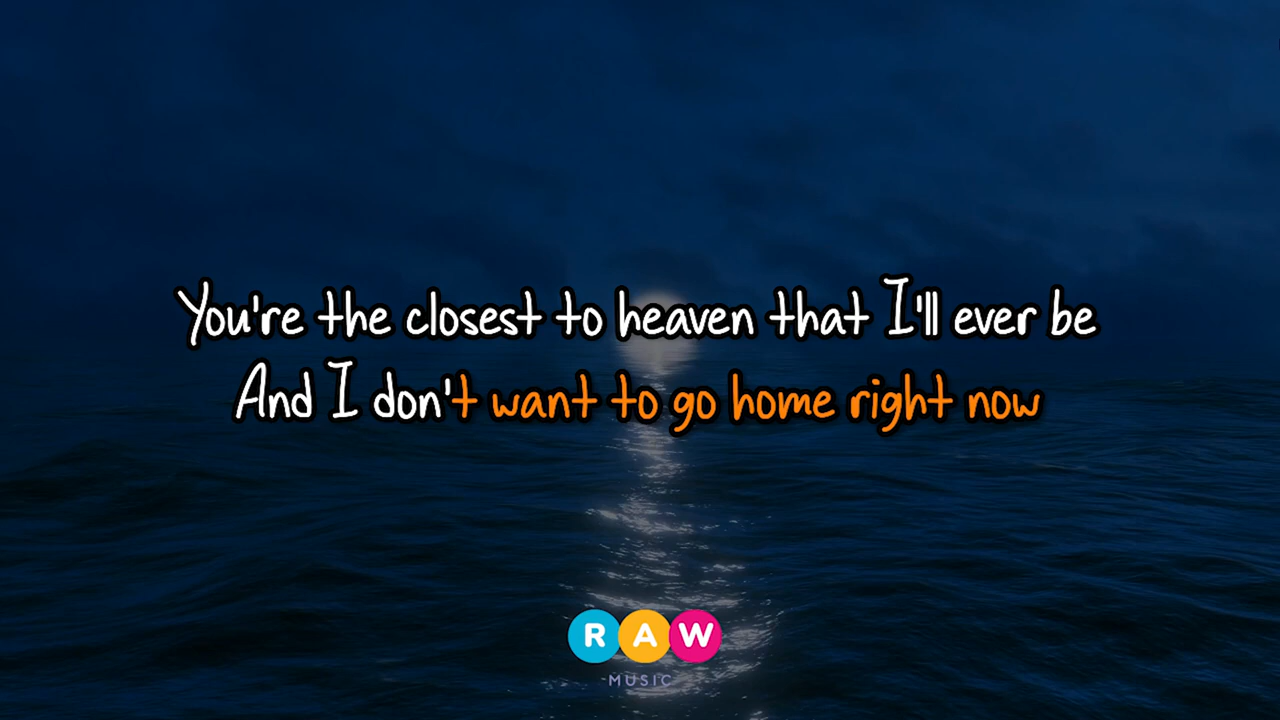 You're the closest to heaven that I'll ever be
And I don't want to go home right now
RAW
MUSIC